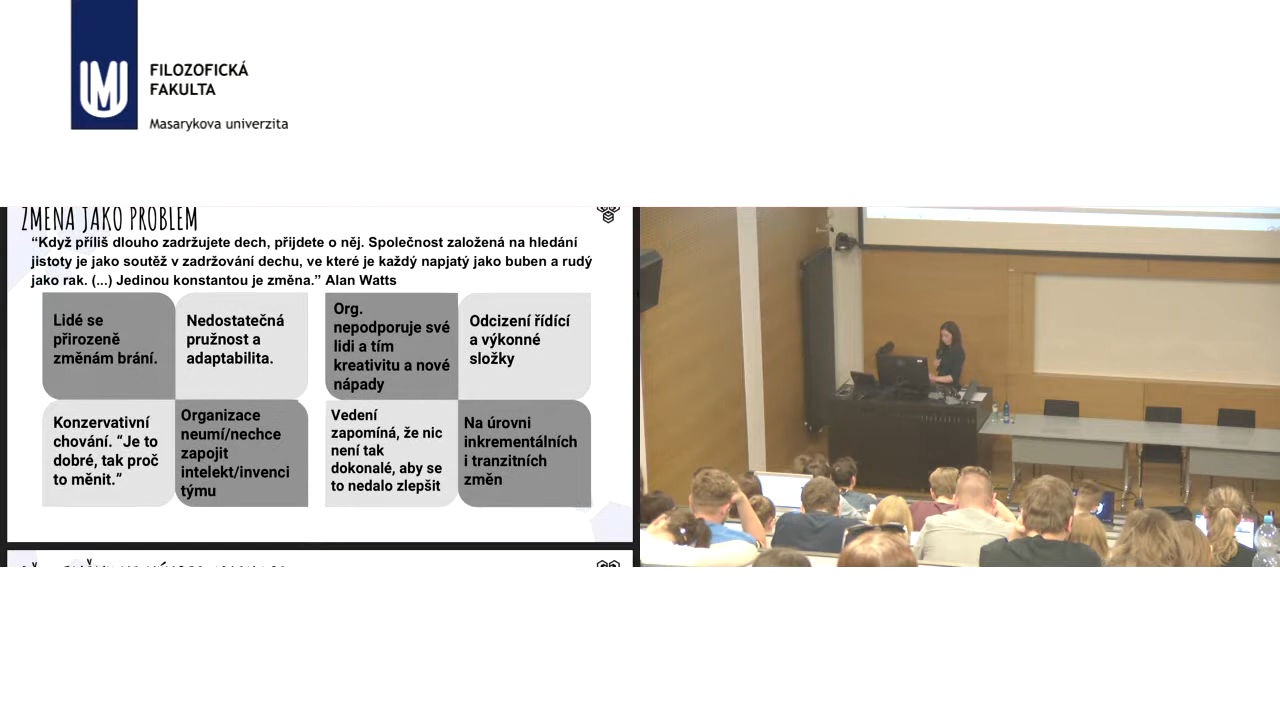 FILOZOFICKÁ
FAKULTA
Masarykova univerzita
ZMĚNA JAKO PROBLÉM
“Když příliš dlouho zadržujete dech, přijdete o něj. Společnost založená na hledání
jistoty je jako soutěž v zadržování dechu, ve které je každý napjatý jako buben a rudý
jako rak. (...) Jedinou konstantou je změna.” Alan Watts
Lidé se
přirozeně
změnám brání.
Nedostatečná
pružnost a
adaptabilita.
Org.
nepodporuje své
lidi a tím
kreativitu a nové
nápady
Odcizení řídící
a výkonné
složky
Konzervativní
chování. “Je to
dobré, tak proč
to měnit.”
Organizace
neumí/nechce
zapojit
intelekt/invenci
týmu
Vedení
zapomíná, že nic
není tak
dokonalé, aby se
to nedalo zlepšit
Na úrovni
inkrementálních
i tranzitních
změn